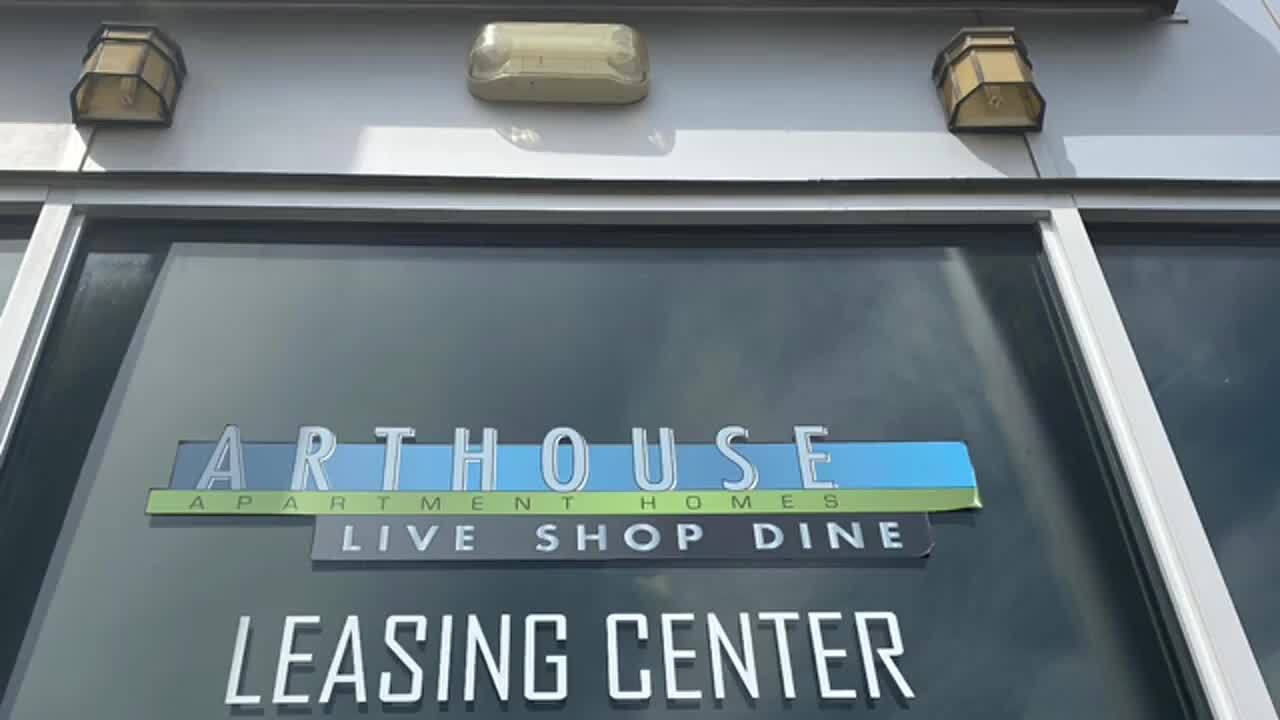 ARTHOUSE
APARTMENT HOMES
LIVE SHOP DINE
LEASING CENTER